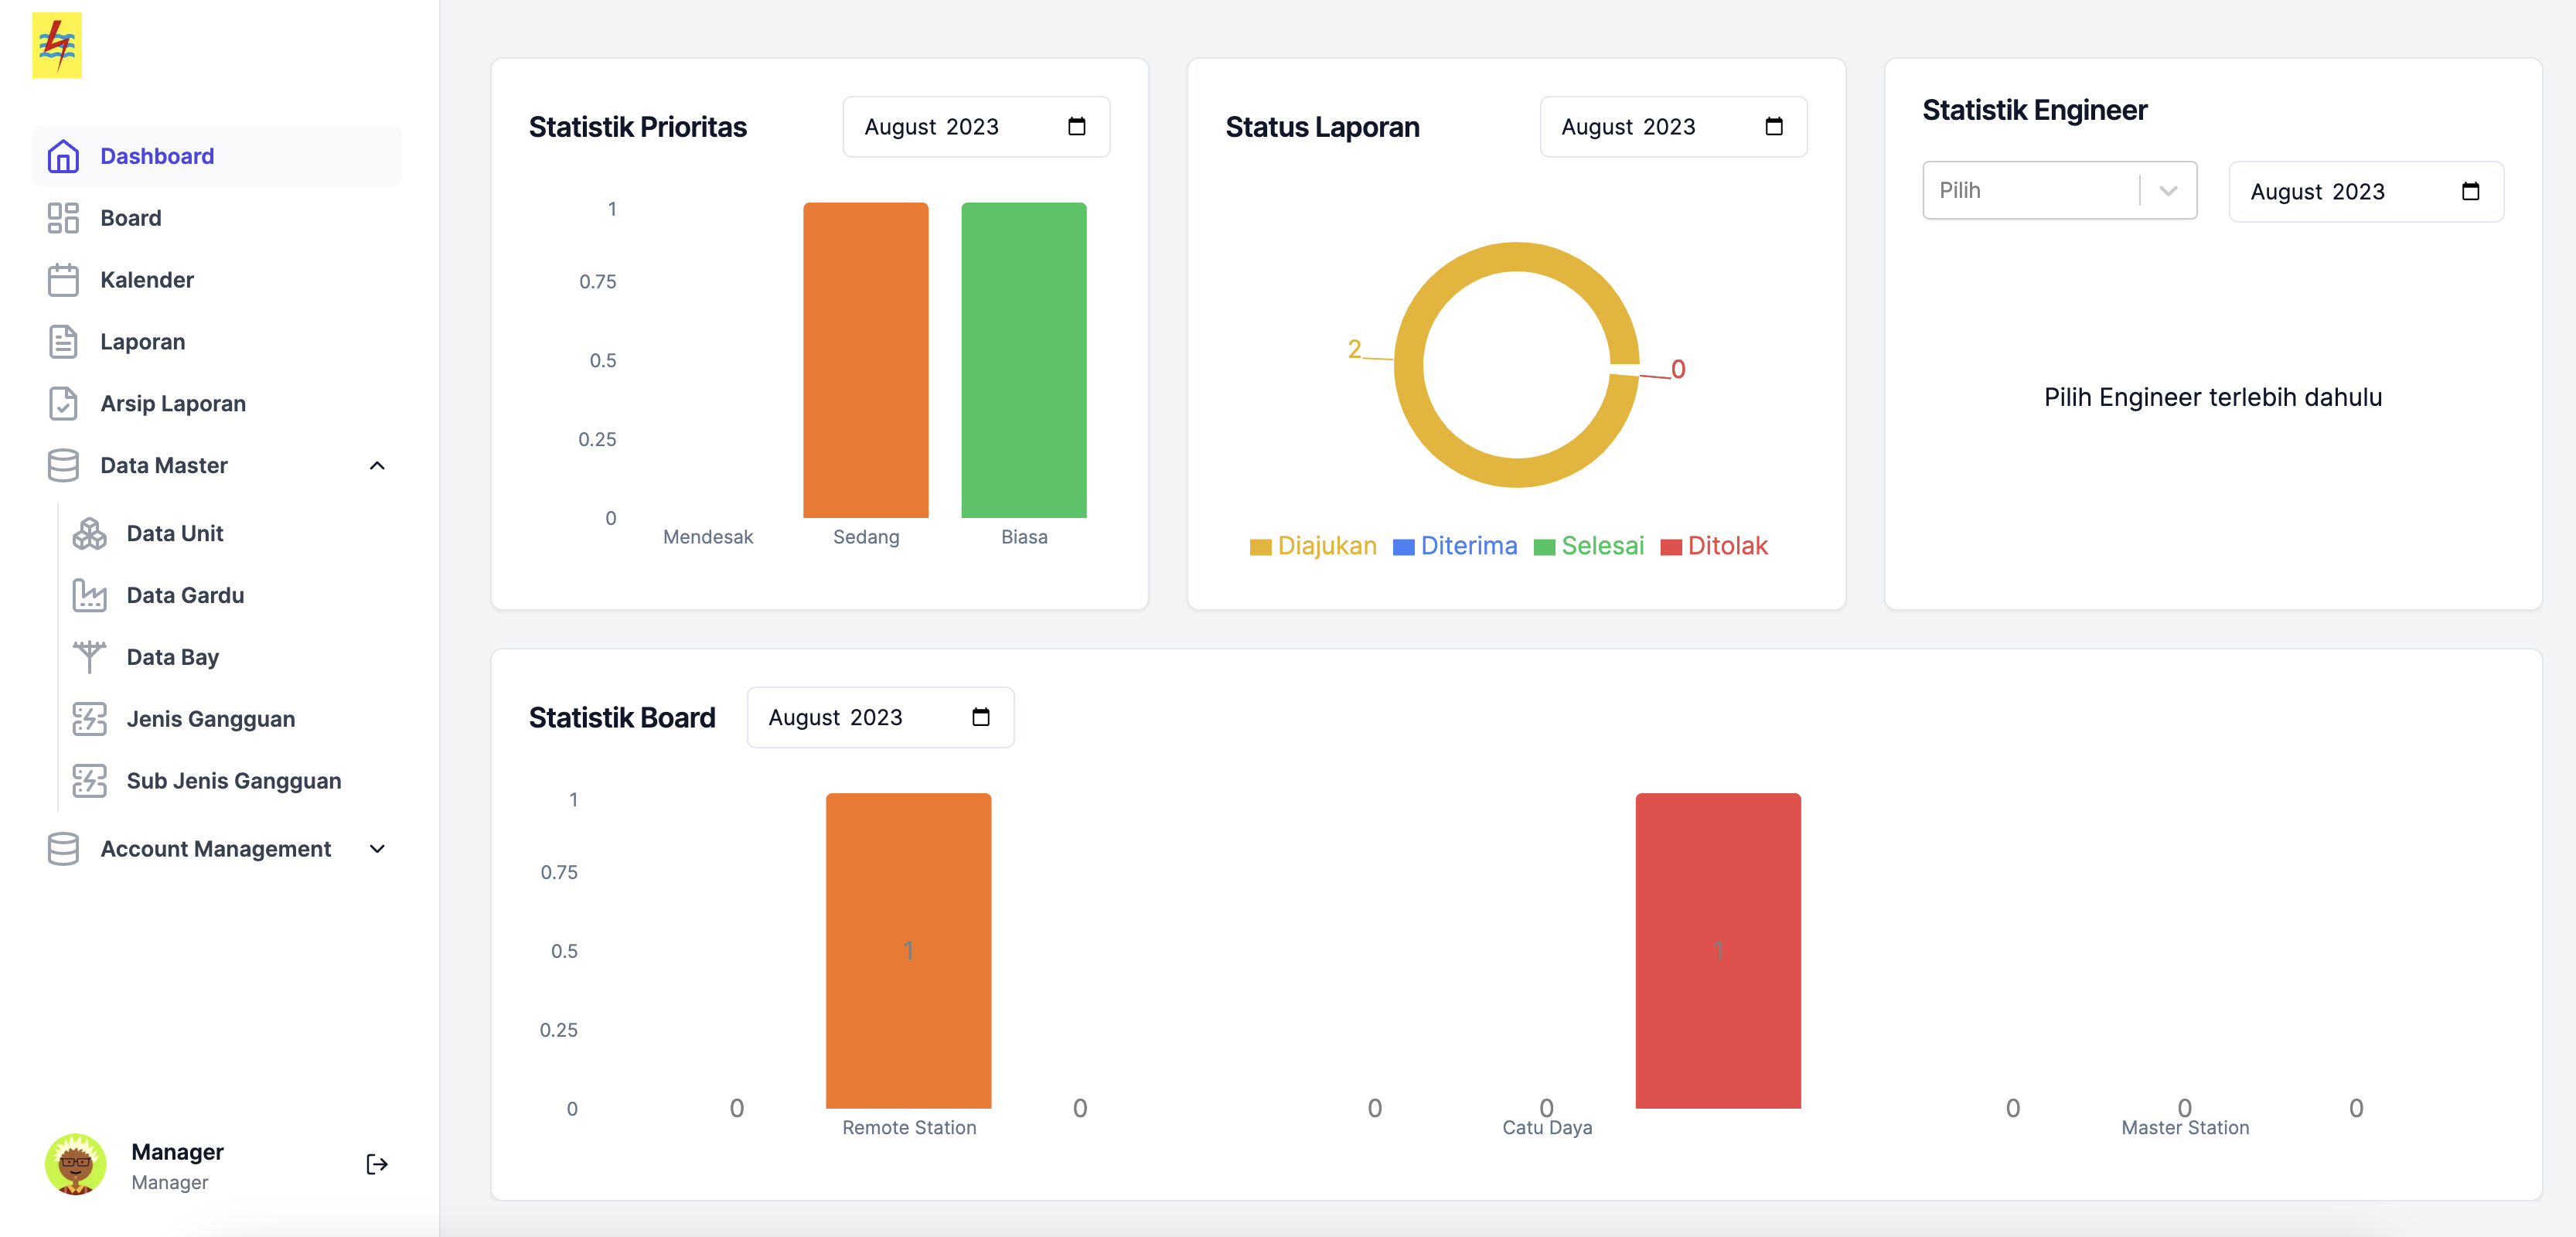 Dashboard
Board
Kalender
Laporan
Arsip Laporan
Data Master
Data Unit
Data Gardu
Data Bay
Jenis Gangguan
Sub Jenis Gangguan
Account Management
Manager
Manager
Statistik Prioritas
August 2023
1
0.75
0.5
0.25
0
Mendesak Sedang Biasa
Status Laporan
August 2023
2
0
Diajukan Diterima Selesai Ditolak
Statistik Engineer
Pilih
August 2023
Pilih Engineer terlebih dahulu
Statistik Board
August 2023
1
0.75
0.5
0.25
0
1 1
0 0 0 0 0 0 0
Remote Station Catu Daya Master Station